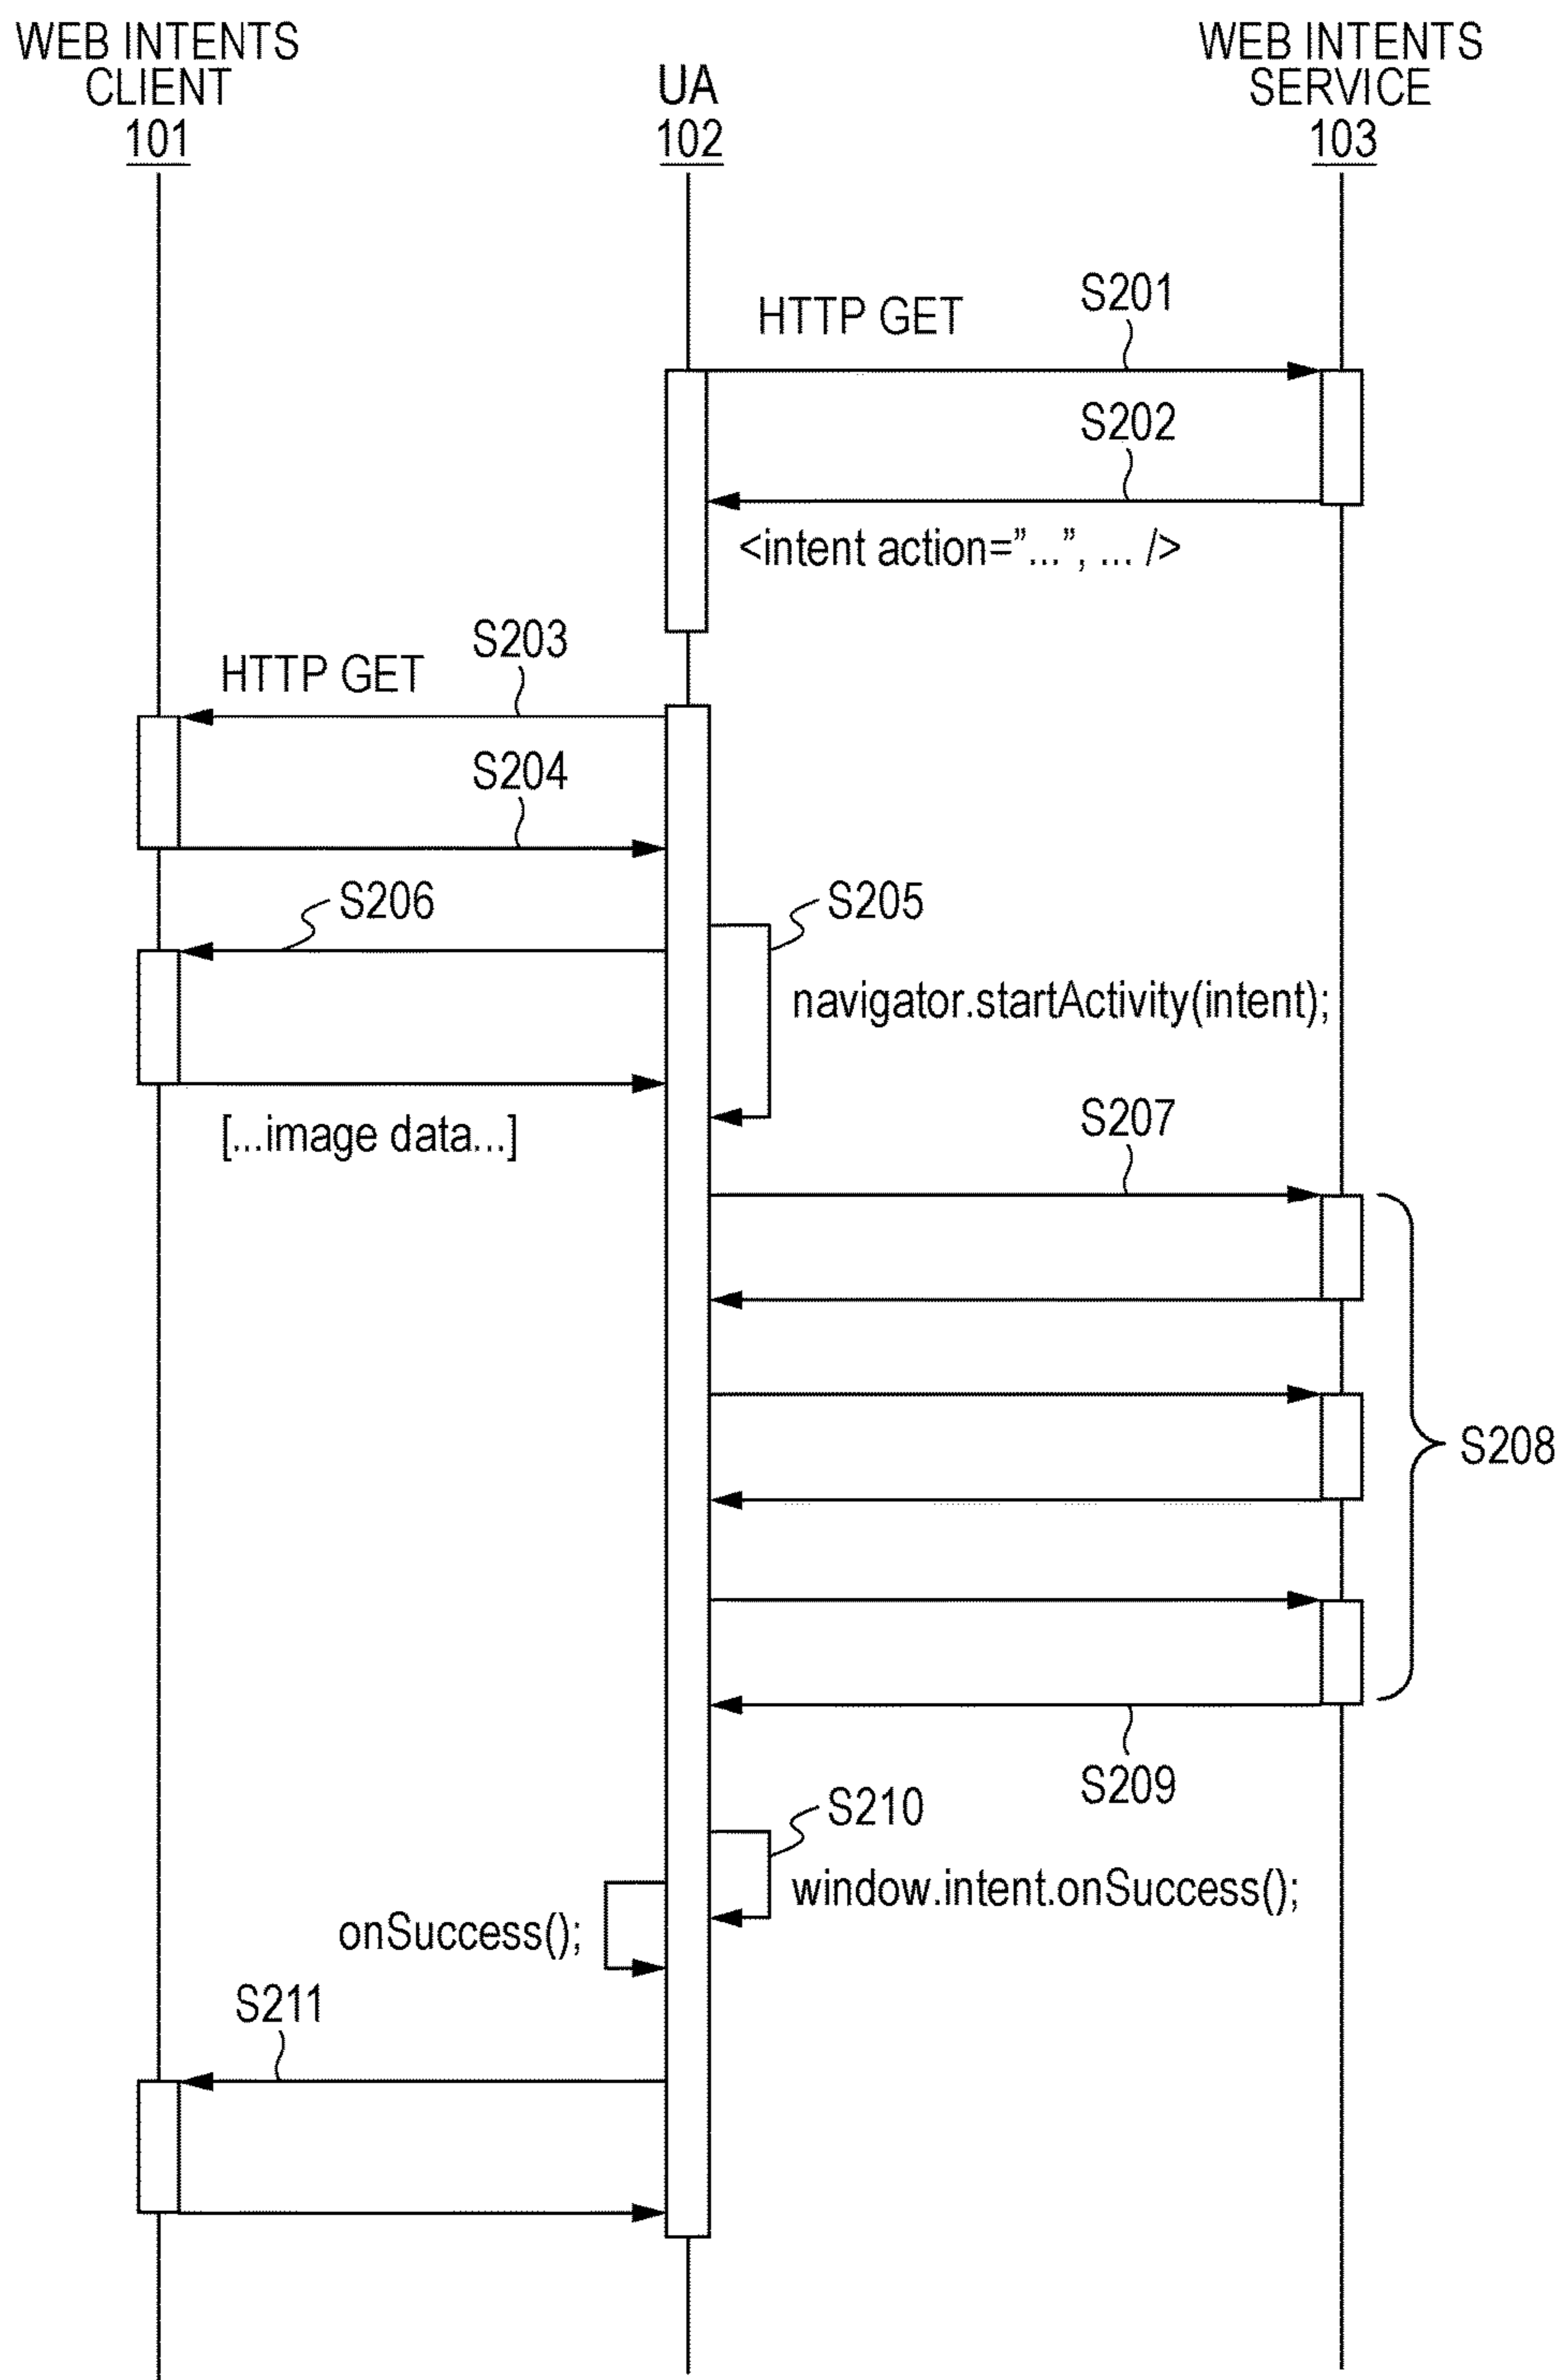 WEB INTENTS
CLIENT
101
UA
102
WEB INTENTS
SERVICE
103
HTTP GET
S201
S202
<intent action="...", ... />
S203
HTTP GET
S204
S206
S205
navigator.startActivity(intent);
[...image data...]
S207
S208
S209
S210
window.intent.onSuccess();
onSuccess();
S211